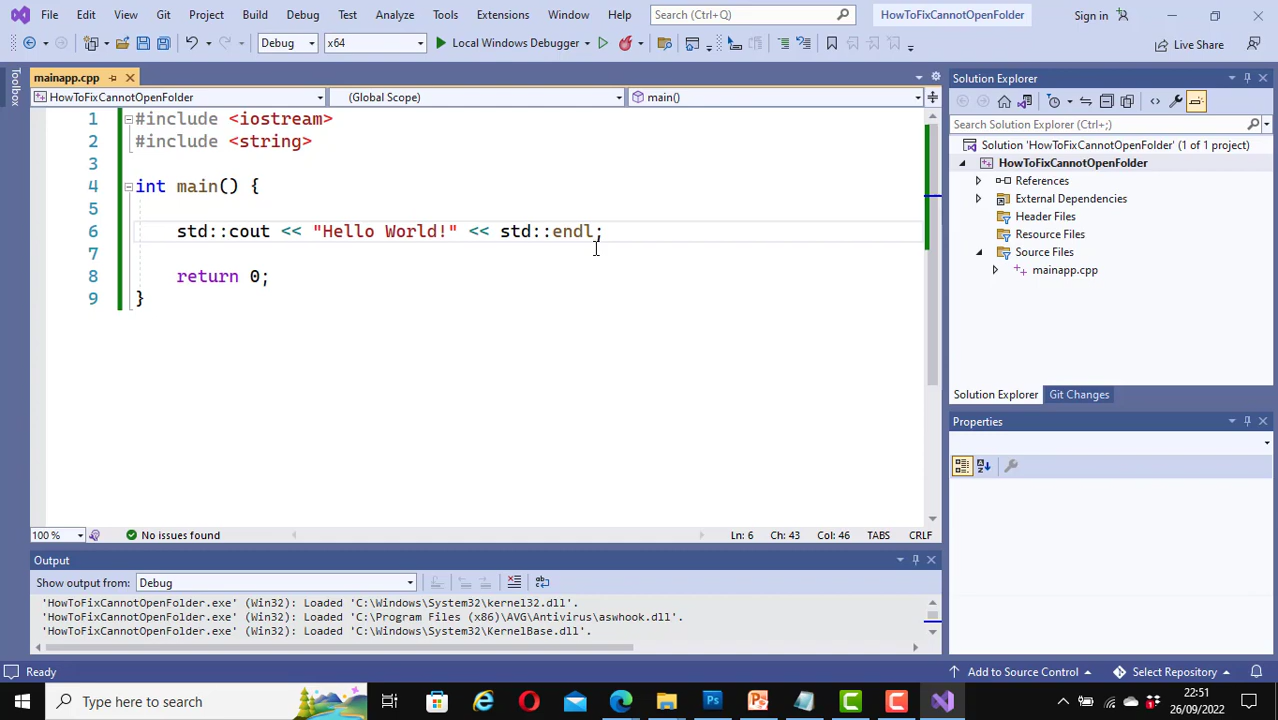 File Edit View Git Project Build Debug Test Analyze Tools Extensions Window Help Search Solution (Ctrl+Q) HowToFixCannotOpenFolder Sign in
Debug x64 Local Windows Debugger Live Share
Toolbox
mainapp.cpp
HowToFixCannotOpenFolder (Global Scope) main()
1 #include <iostream>
2 #include <string>
3
4 int main() {
5
6 std::cout << "Hello World!" << std::endl;
7
8 return 0;
9 }
100 % No issues found Ln: 6 Ch: 43 Col: 46 TABS CRLF
Output
Show output from: Debug
'HowToFixCannotOpenFolder.exe' (Win32): Loaded 'C:\Windows\System32\kernel32.dll'.
'HowToFixCannotOpenFolder.exe' (Win32): Loaded 'C:\Program Files (x86)\AVG\Antivirus\aswhook.dll'.
'HowToFixCannotOpenFolder.exe' (Win32): Loaded 'C:\Windows\System32\KernelBase.dll'.
Solution Explorer
Search Solution Explorer (Ctrl+;)
Solution 'HowToFixCannotOpenFolder' (1 of 1 project)
HowToFixCannotOpenFolder
References
External Dependencies
Header Files
Resource Files
Source Files
mainapp.cpp
Solution Explorer Git Changes
Properties
Ready Add to Source Control Select Repository
Type here to search
22:51
26/09/2022